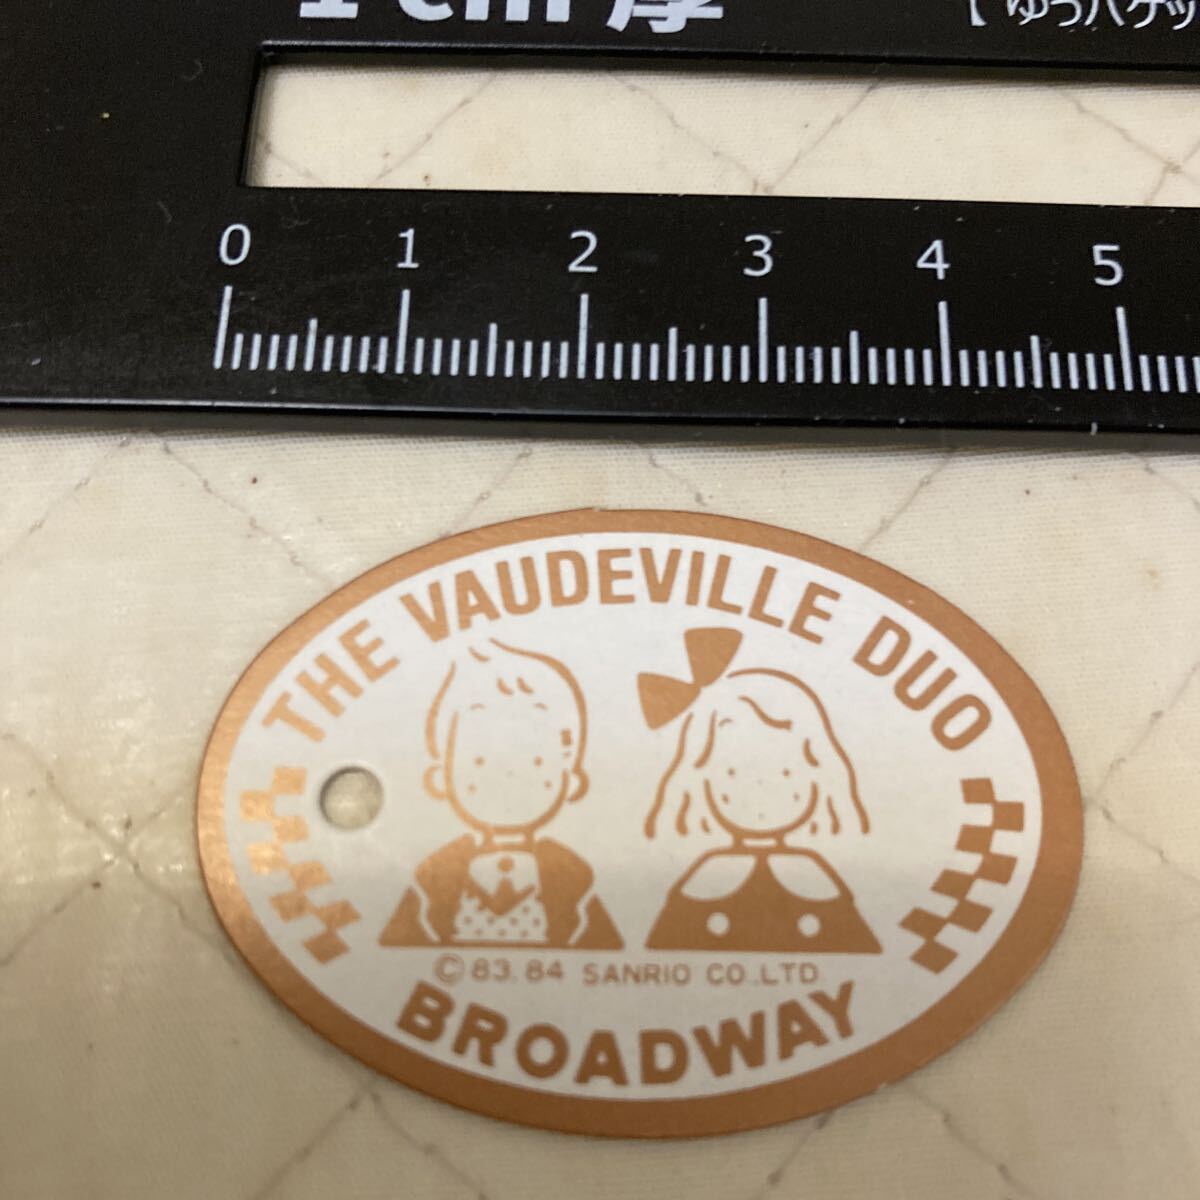 1cm厚
【ゆうパケッ
0 1 2 3 4 5
THE VAUDEVILLE DUO
© 83. 84 SANRIO CO., LTD
BROADWAY